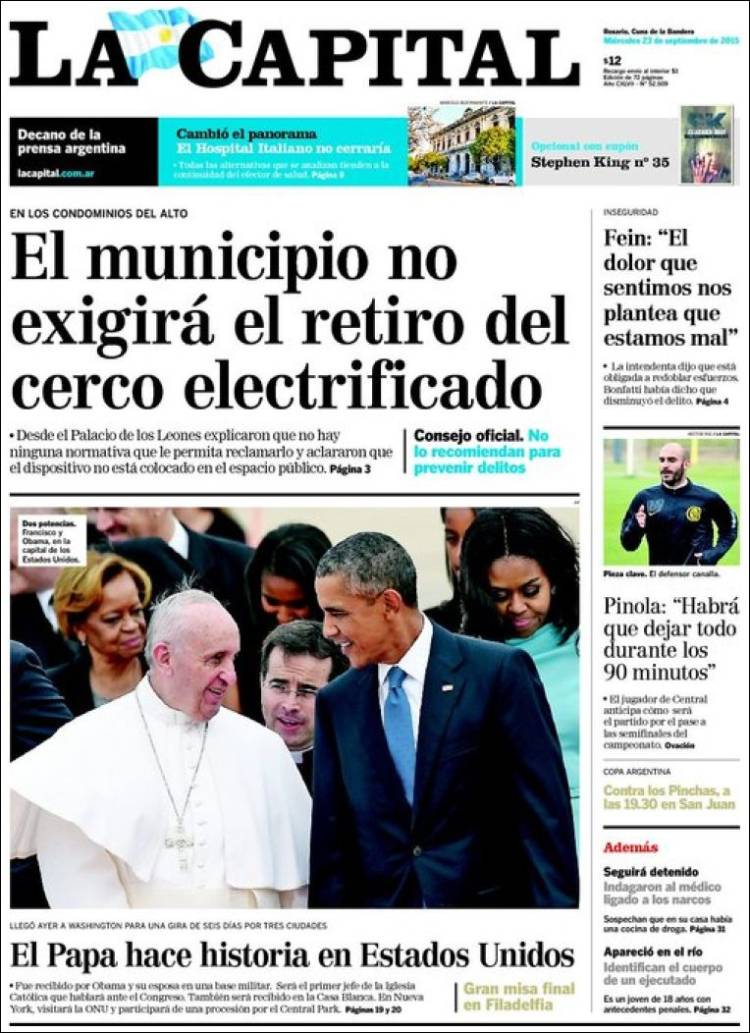 LA CAPITAL
Rosario, Cuna de la Bandera
Miércoles 23 de septiembre de 2015
$12
Recargo envío al interior $2
Edición de 72 páginas
Decano de la
prensa argentina
lacapital.com.ar
Cambió el panorama
El Hospital Italiano no cerraría
• Todas las alternativas que se analizan tienden a la
continuidad del efector de salud. Página 9
Opcional con cupón
Stephen King nº 35
EN LOS CONDOMINIOS DEL ALTO
El municipio no
exigirá el retiro del
cerco electrificado
• Desde el Palacio de los Leones explicaron que no hay
ninguna normativa que le permita reclamarlo y aclararon que
el dispositivo no está colocado en el espacio público. Página 3
Consejo oficial. No
lo recomiendan para
prevenir delitos
Dos potencias.
Francisco y
Obama, en la
capital de los
Estados Unidos.
LLEGÓ AYER A WASHINGTON PARA UNA GIRA DE SEIS DÍAS POR TRES CIUDADES
El Papa hace historia en Estados Unidos
• Fue recibido por Obama y su esposa en una base militar. Será el primer jefe de la Iglesia
Católica que hablará ante el Congreso. También será recibido en la Casa Blanca. En Nueva
York, visitará la ONU y participará de una procesión por el Central Park. Páginas 19 y 20
Gran misa final
en Filadelfia
INSEGURIDAD
Fein: “El
dolor que
sentimos nos
plantea que
estamos mal”
• La intendenta dijo que está
obligada a redoblar esfuerzos.
Bonfatti había dicho que
disminuyó el delito. Página 4
Pieza clave. El defensor canalla.
Pinola: “Habrá
que dejar todo
durante los
90 minutos”
• El jugador de Central
anticipa cómo será
el partido por el pase a
las semifinales del
campeonato. Ovación
COPA ARGENTINA
Contra los Pinchas, a
las 19.30 en San Juan
Además
Seguirá detenido
Indagaron al médico
ligado a los narcos
Sospechan que en su casa había
una cocina de droga. Página 31
Apareció en el río
Identifican el cuerpo
de un ejecutado
Es un joven de 18 años con
antecedentes penales. Página 32